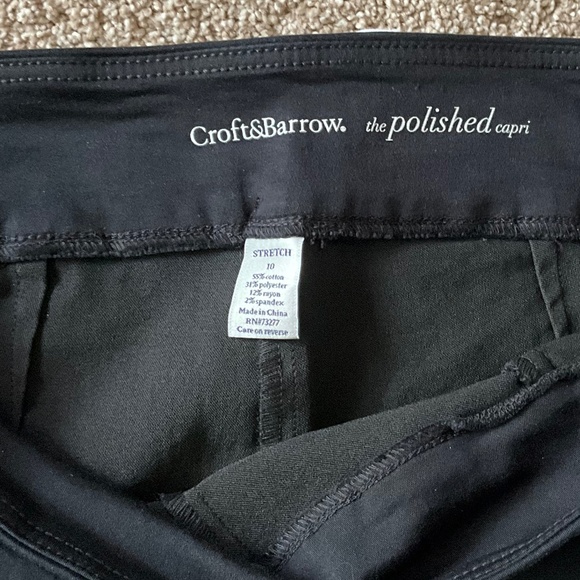 Croft&Barrow. the polished capri
STRETCH
10
55% cotton
31% polyester
12% rayon
2% spandex
Made in China
RN#73277
Care on reverse